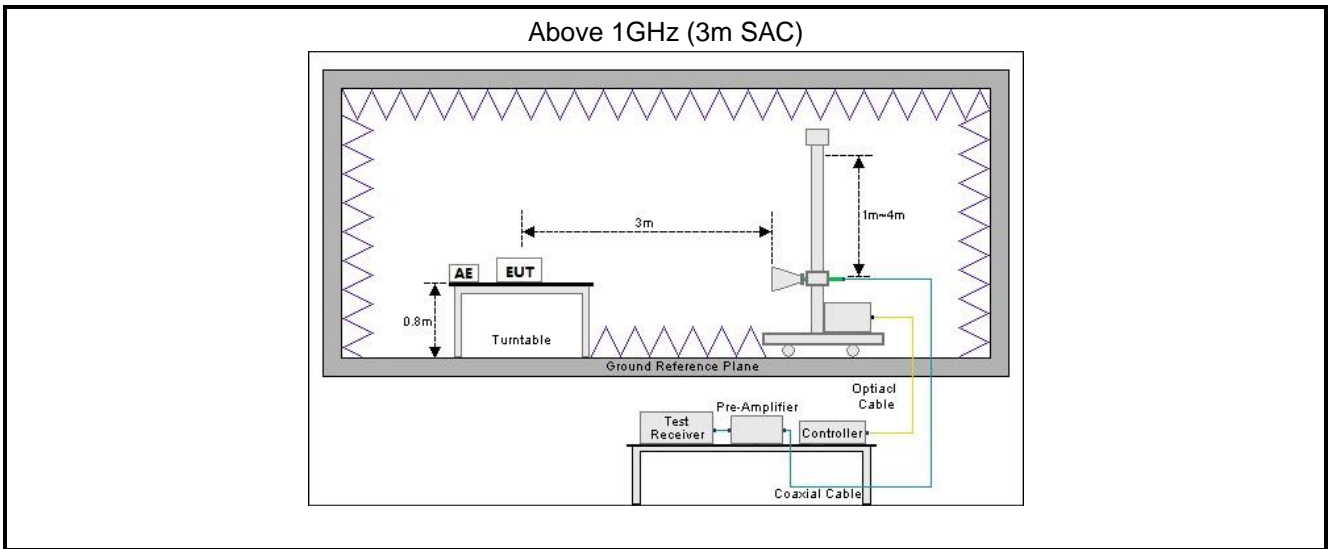 Above 1GHz (3m SAC)
3m
1m~4m
AE
EUT
0.8m
Turntable
Ground Reference Plane
Optiacl
Cable
Pre-Amplifier
Test
Receiver
Controller
Coaxial Cable